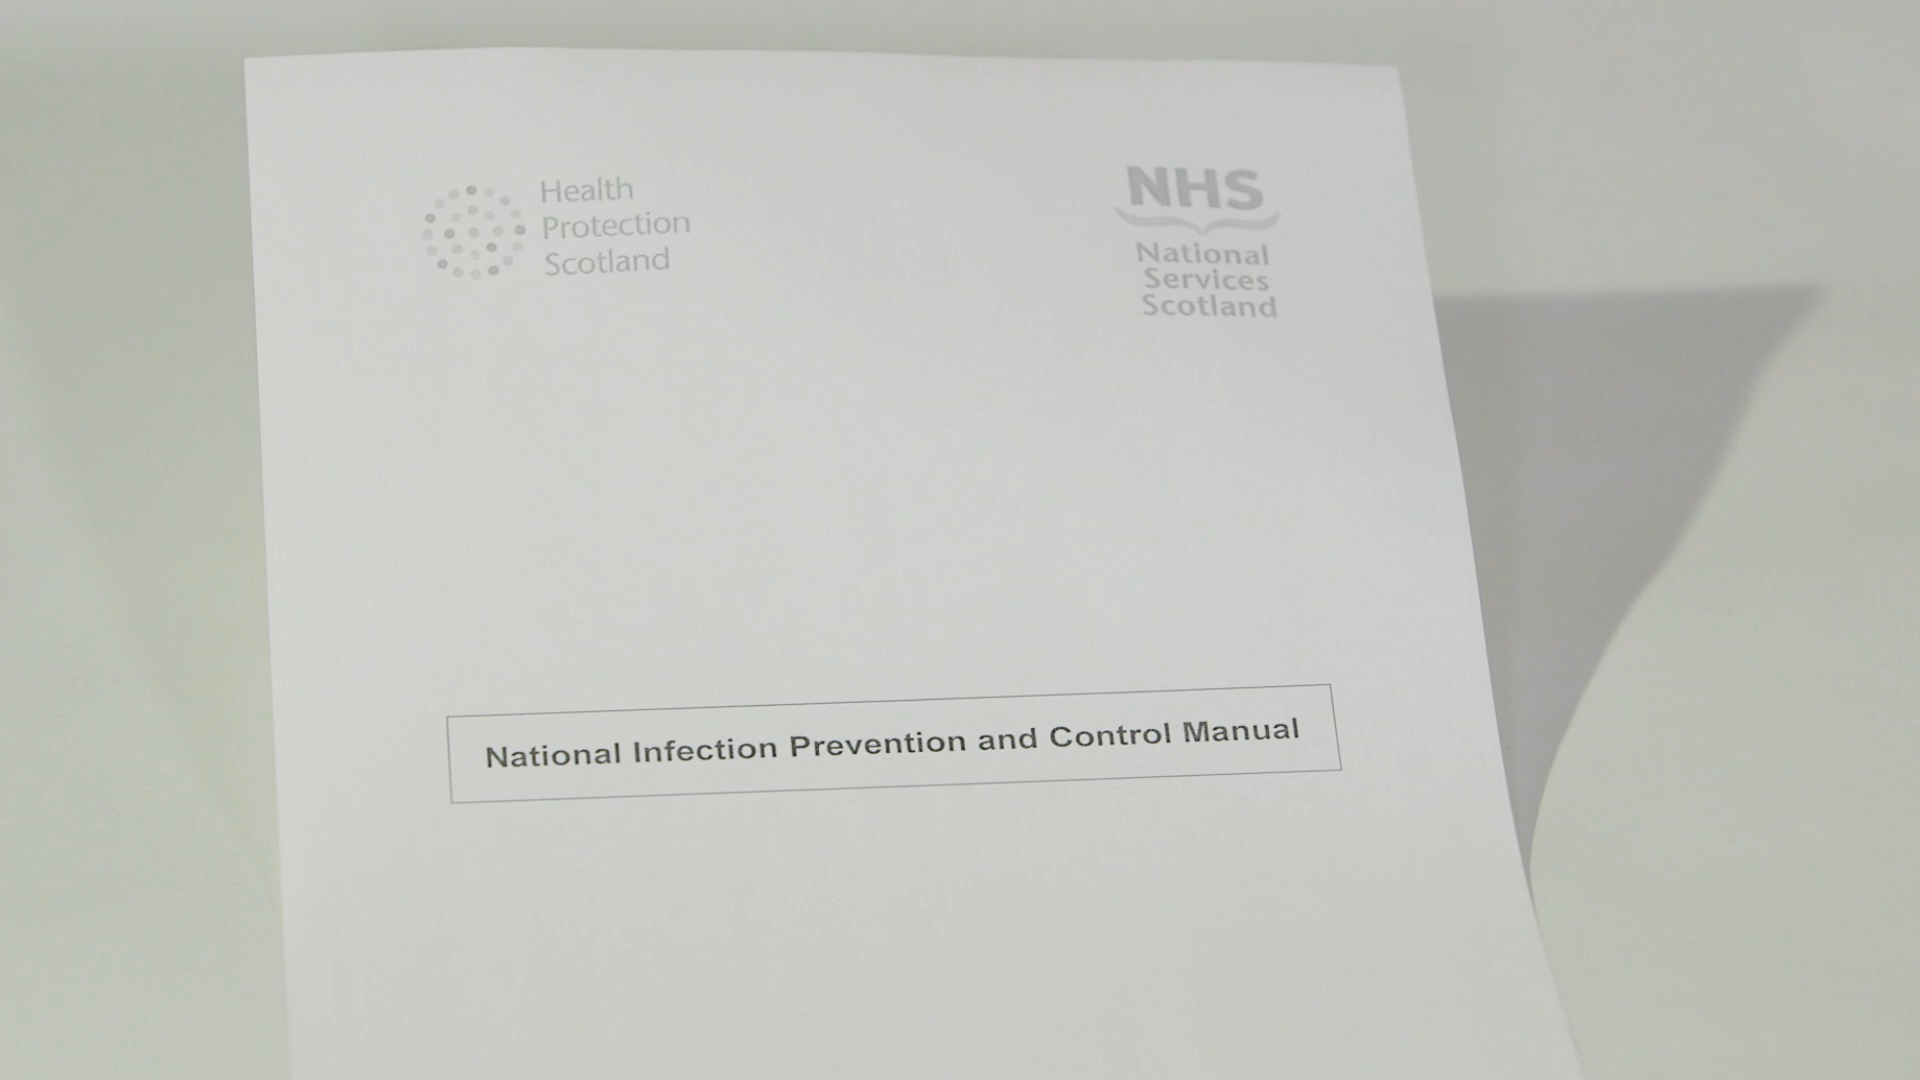 Health
Protection
Scotland
NHS
National
Services
Scotland
National Infection Prevention and Control Manual